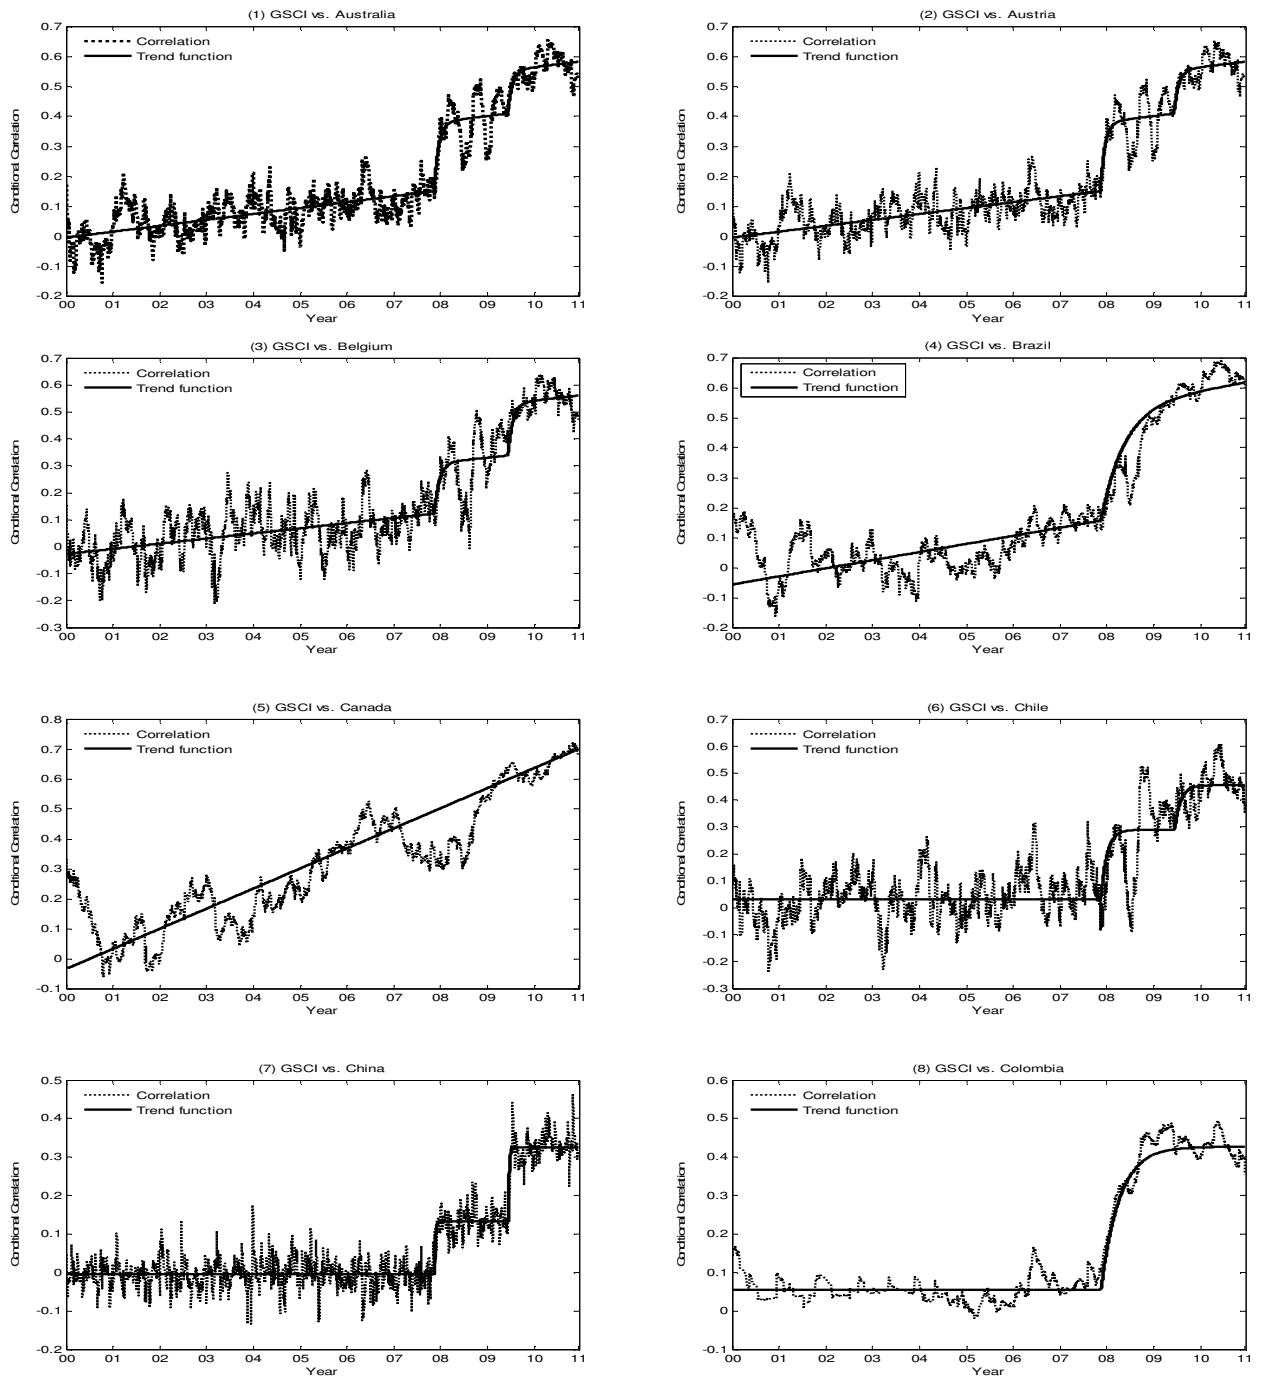 (1) GSCI vs. Australia
Correlation
Trend function
Conditional Correlation
0.7
0.6
0.5
0.4
0.3
0.2
0.1
0
-0.1
-0.2
00 01 02 03 04 05 06 07 08 09 10 11
Year
(2) GSCI vs. Austria
Correlation
Trend function
Conditional Correlation
0.7
0.6
0.5
0.4
0.3
0.2
0.1
0
-0.1
-0.2
00 01 02 03 04 05 06 07 08 09 10 11
Year
(3) GSCI vs. Belgium
Correlation
Trend function
Conditional Correlation
0.7
0.6
0.5
0.4
0.3
0.2
0.1
0
-0.1
-0.2
-0.3
00 01 02 03 04 05 06 07 08 09 10 11
Year
(4) GSCI vs. Brazil
Correlation
Trend function
Conditional Correlation
0.7
0.6
0.5
0.4
0.3
0.2
0.1
0
-0.1
-0.2
00 01 02 03 04 05 06 07 08 09 10 11
Year
(5) GSCI vs. Canada
Correlation
Trend function
Conditional Correlation
0.8
0.7
0.6
0.5
0.4
0.3
0.2
0.1
0
-0.1
00 01 02 03 04 05 06 07 08 09 10 11
Year
(6) GSCI vs. Chile
Correlation
Trend function
Conditional Correlation
0.7
0.6
0.5
0.4
0.3
0.2
0.1
0
-0.1
-0.2
-0.3
00 01 02 03 04 05 06 07 08 09 10 11
Year
(7) GSCI vs. China
Correlation
Trend function
Conditional Correlation
0.5
0.4
0.3
0.2
0.1
0
-0.1
-0.2
00 01 02 03 04 05 06 07 08 09 10 11
Year
(8) GSCI vs. Colombia
Correlation
Trend function
Conditional Correlation
0.6
0.5
0.4
0.3
0.2
0.1
0
-0.1
00 01 02 03 04 05 06 07 08 09 10 11
Year